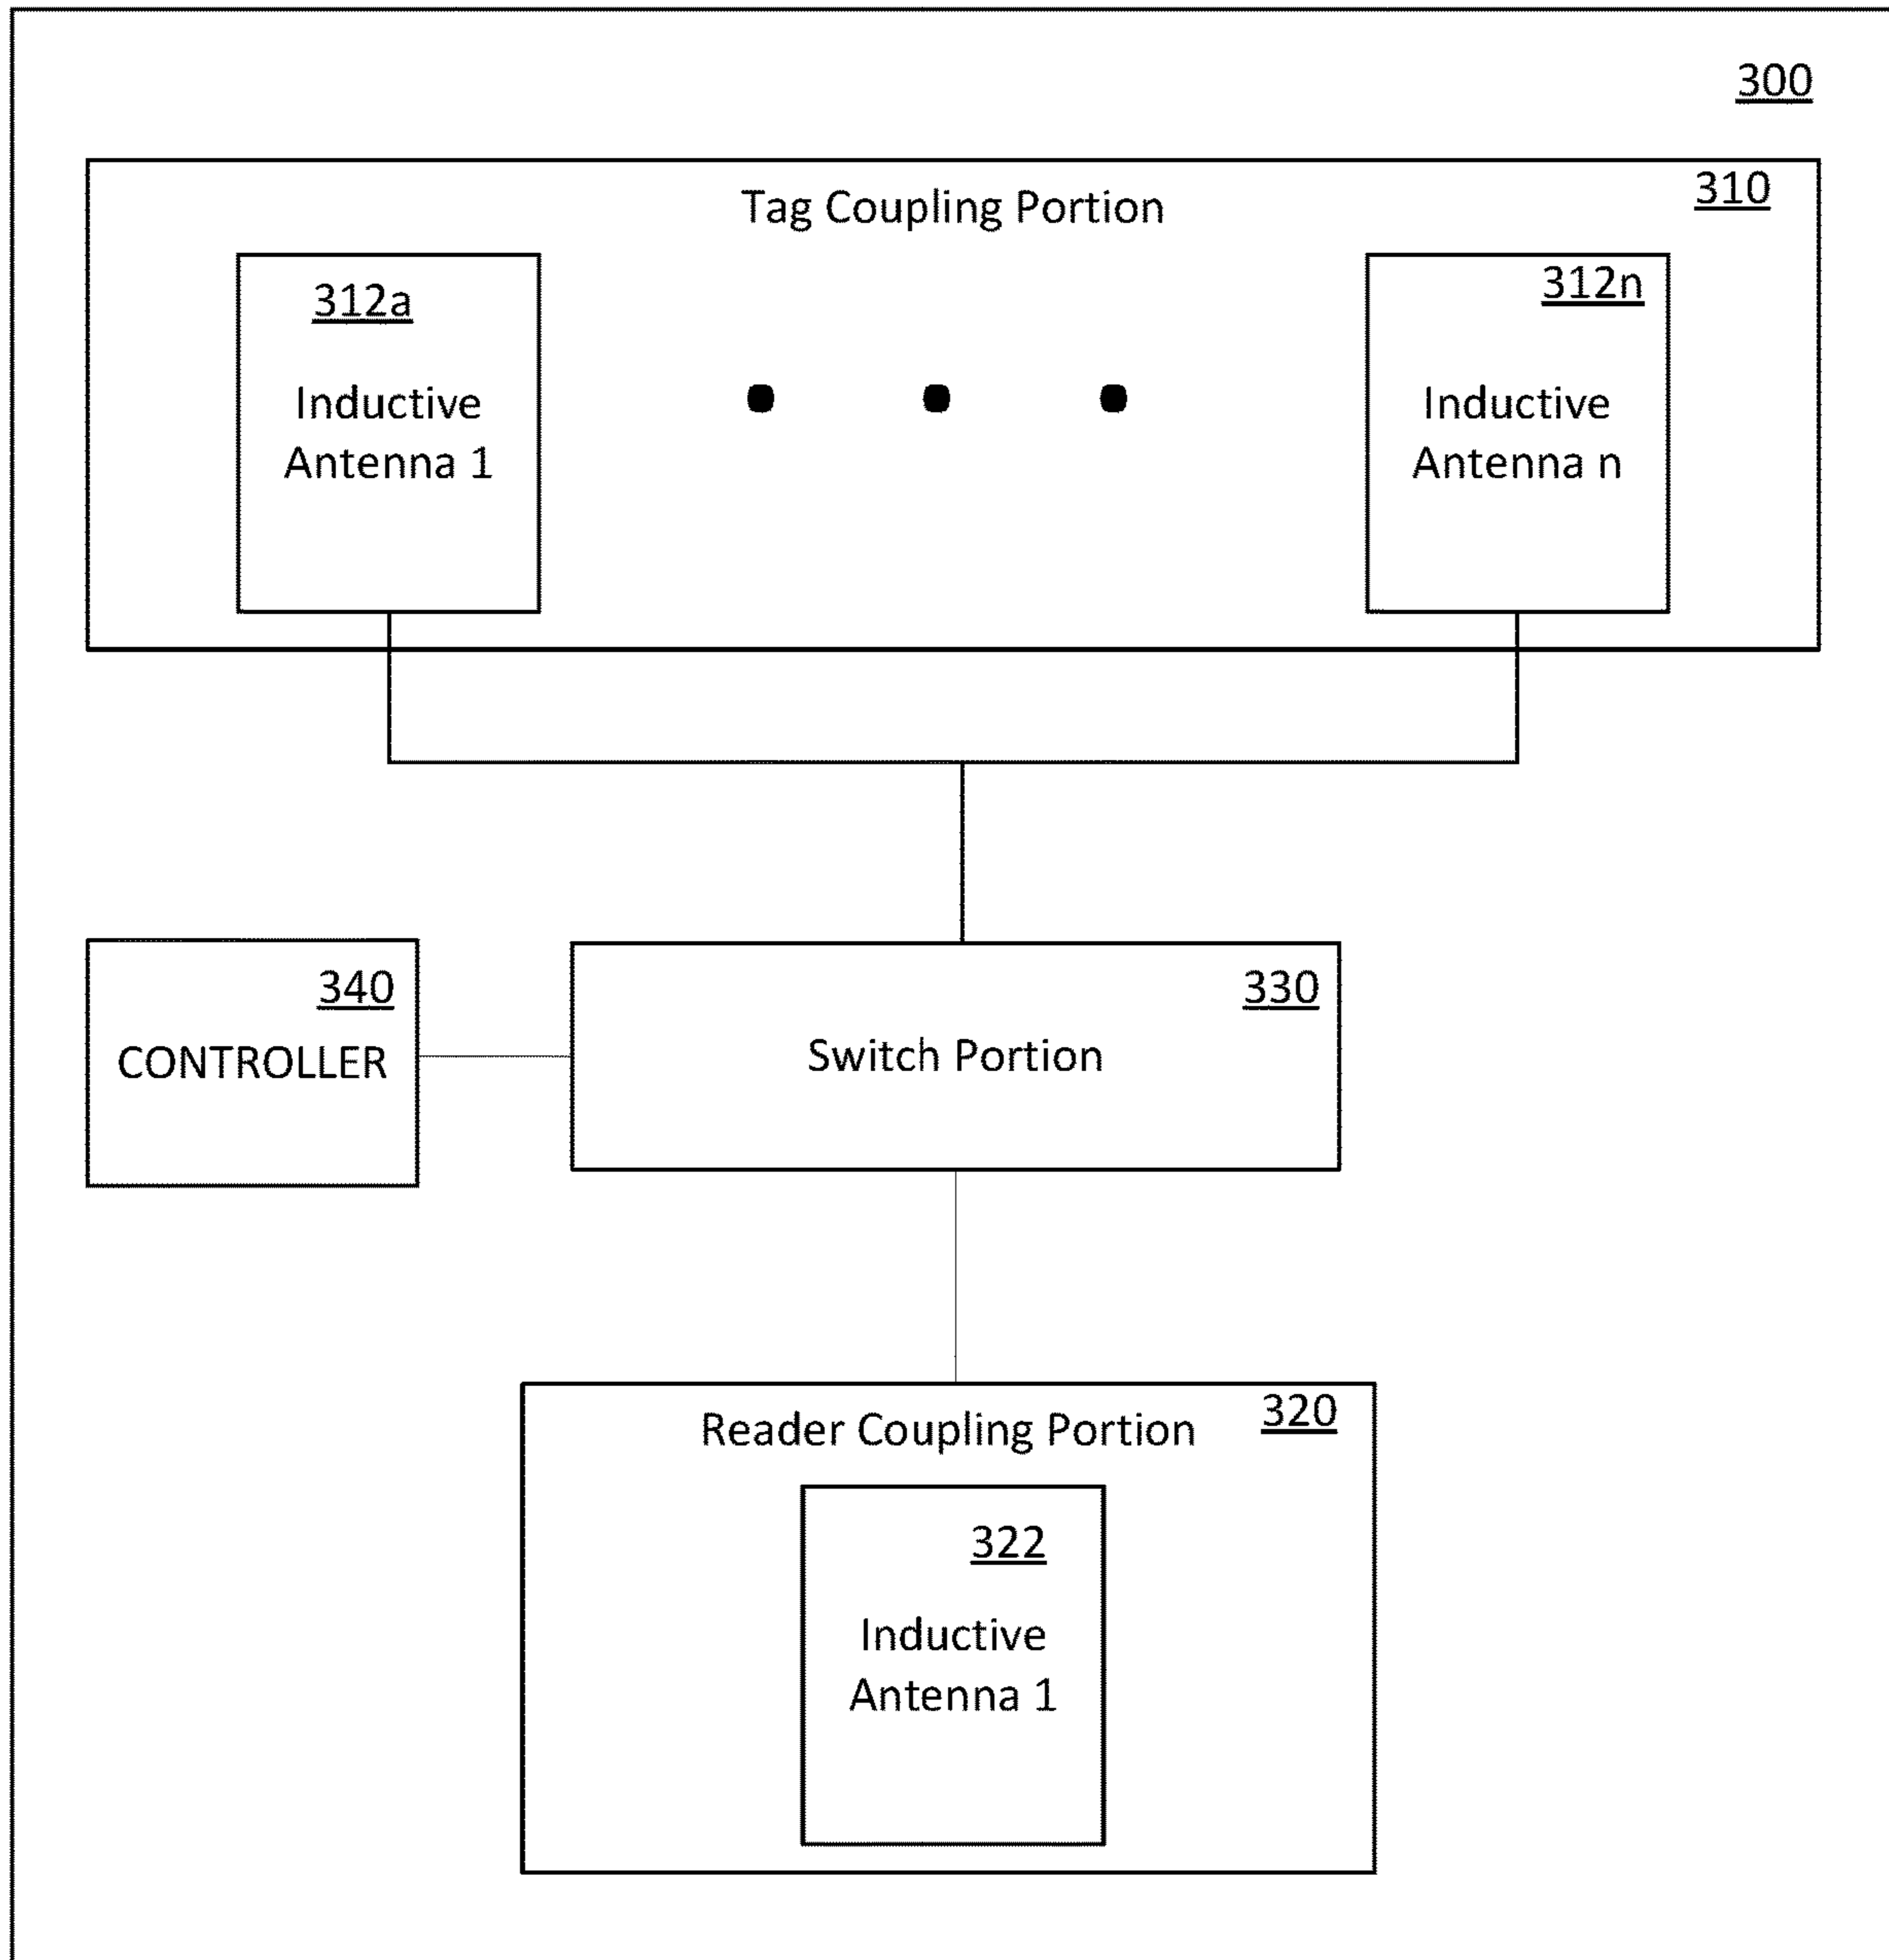 300
310
Tag Coupling Portion
312a
Inductive
Antenna 1
312n
Inductive
Antenna n
340
CONTROLLER
330
Switch Portion
320
Reader Coupling Portion
322
Inductive
Antenna 1